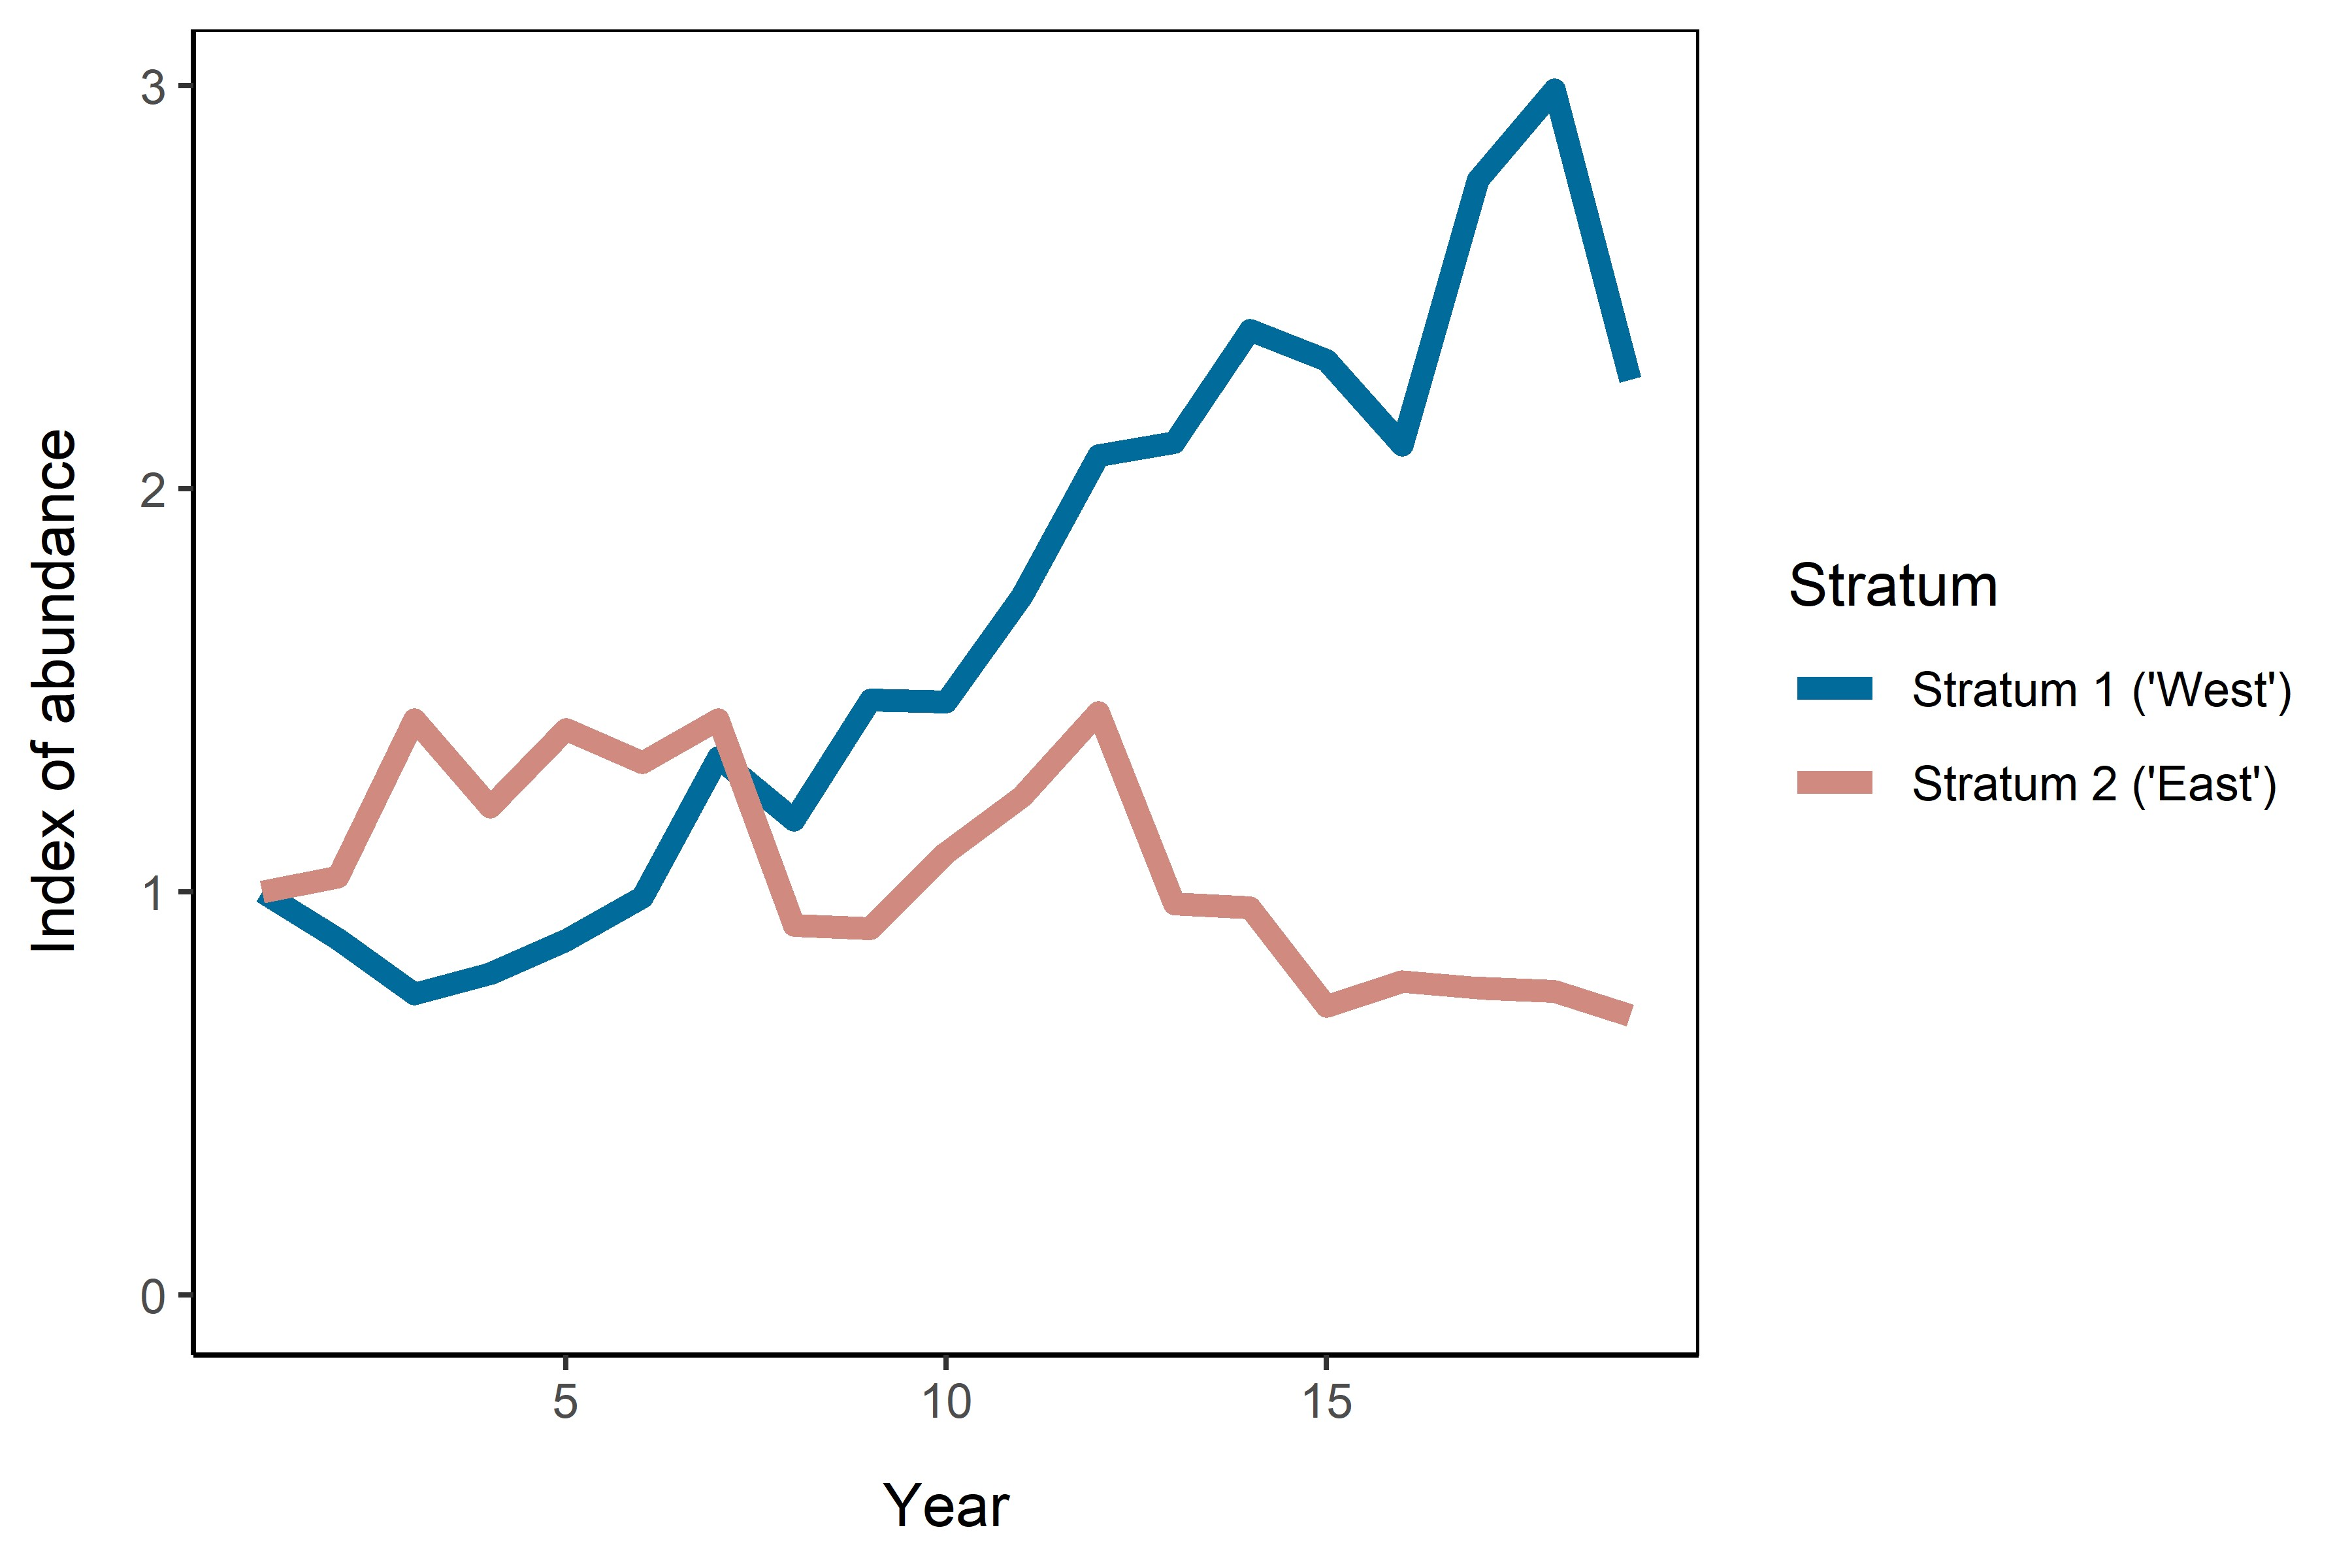 Index of abundance
3
2
1
0
5 10 15
Year
Stratum
Stratum 1 ('West')
Stratum 2 ('East')